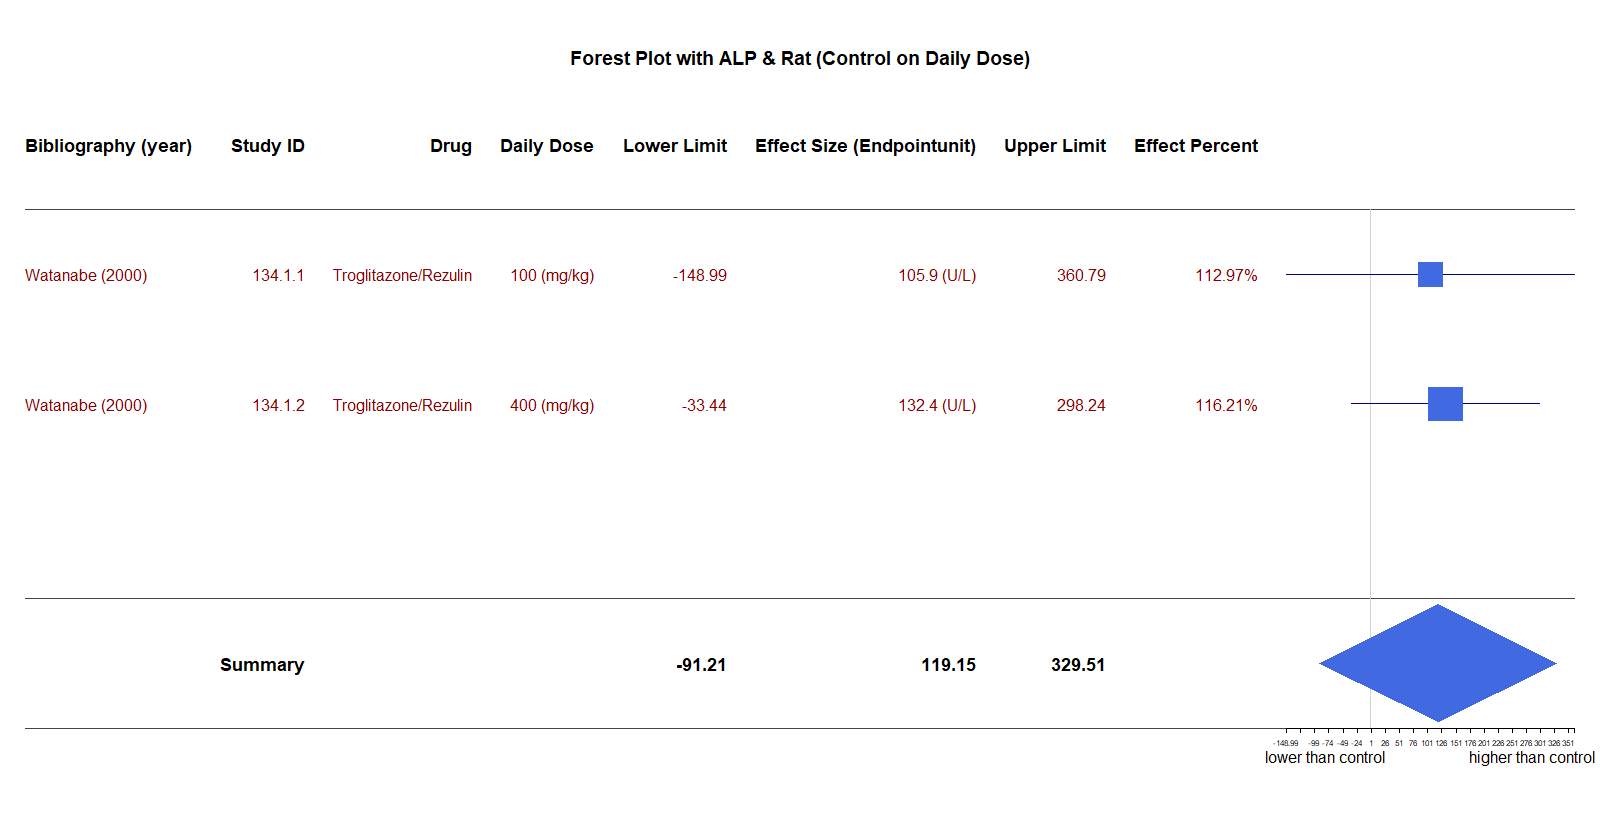 Forest Plot with ALP & Rat (Control on Daily Dose)
Bibliography (year) Study ID Drug Daily Dose Lower Limit Effect Size (Endpointunit) Upper Limit Effect Percent
Watanabe (2000) 134.1.1 Troglitazone/Rezulin 100 (mg/kg) -148.99 105.9 (U/L) 360.79 112.97%
Watanabe (2000) 134.1.2 Troglitazone/Rezulin 400 (mg/kg) -33.44 132.4 (U/L) 298.24 116.21%
Summary -91.21 119.15 329.51
-148.99 -99 -74 -49 -24 1 26 51 76 101 126 151 176 201 226 251 276 301 326 351
lower than control higher than control